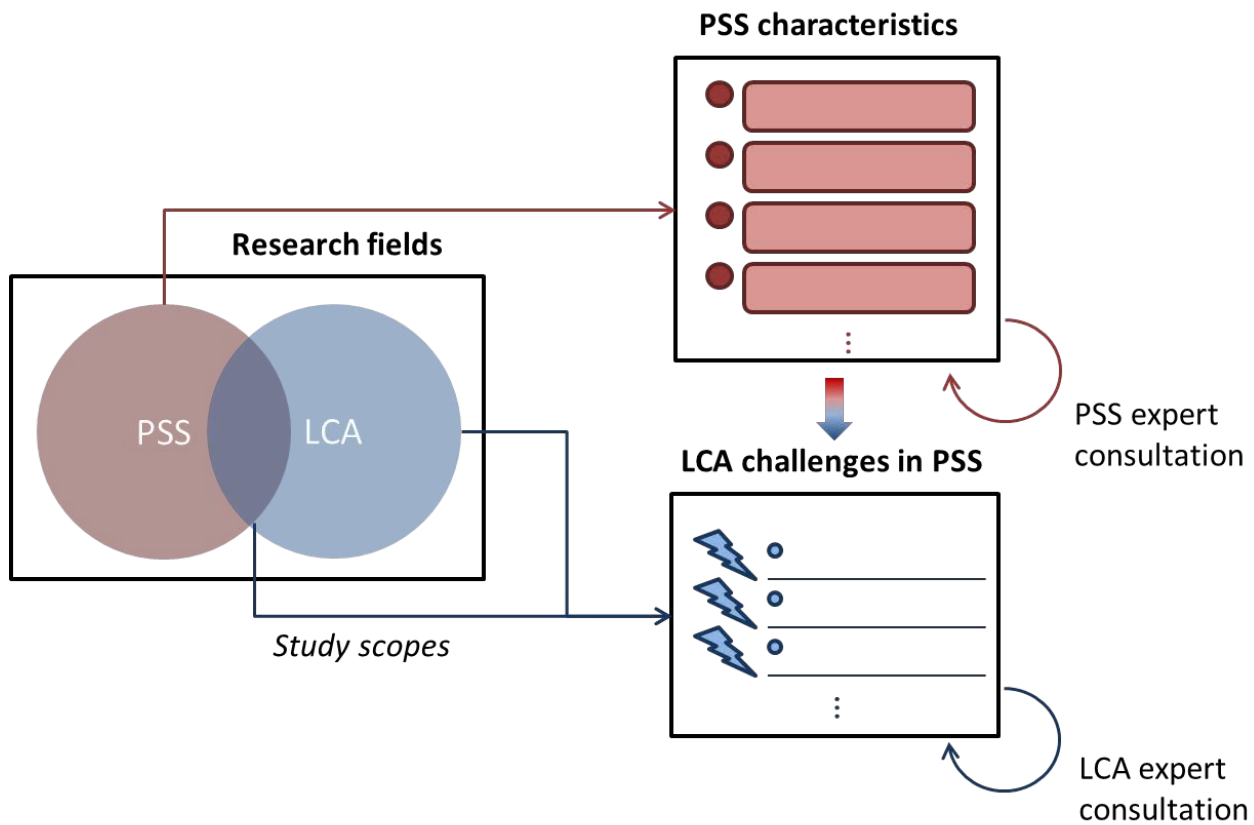 PSS characteristics
Research fields
PSS
LCA
PSS expert
consultation
LCA challenges in PSS
Study scopes
LCA expert
consultation